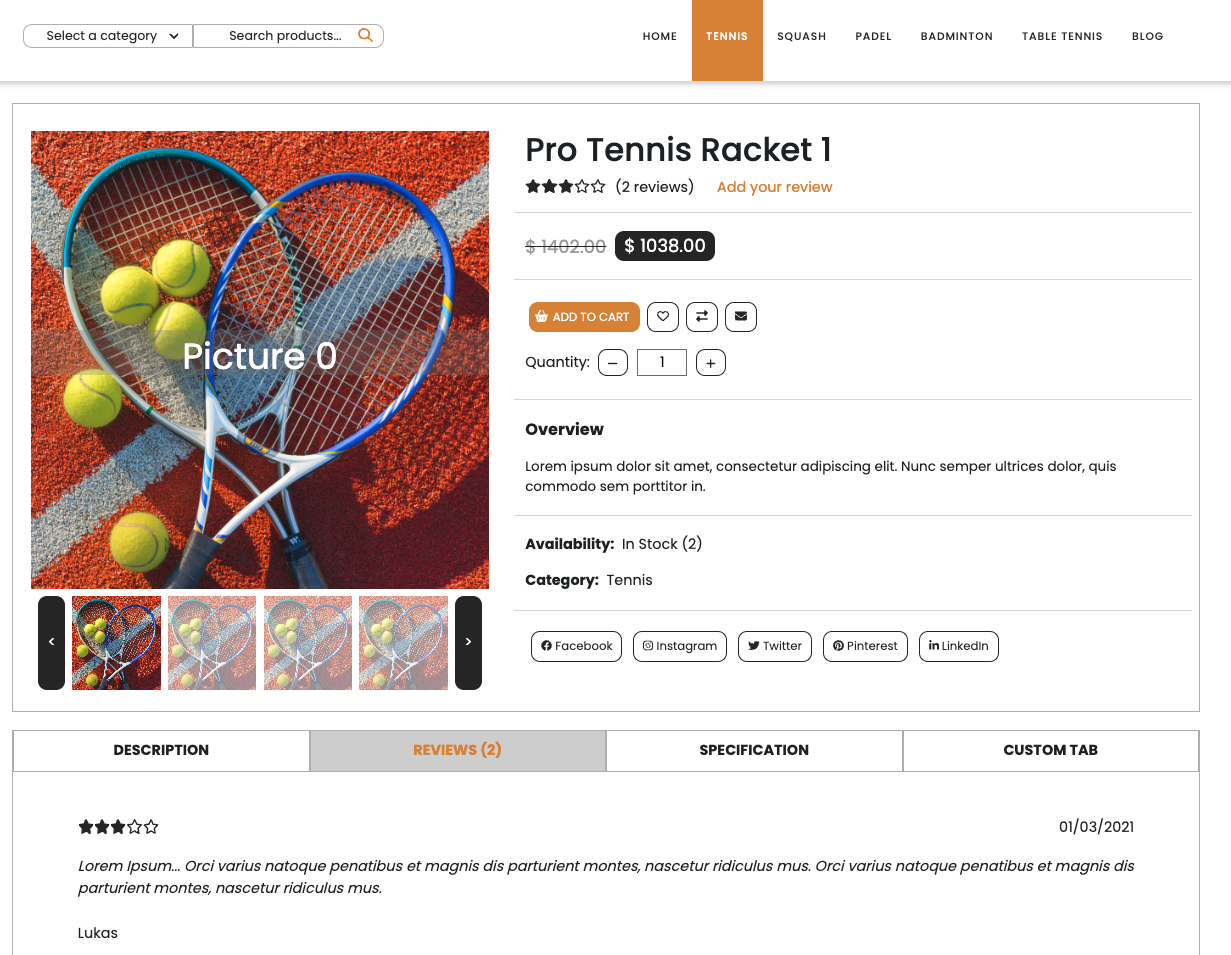 Select a category
Search products...
HOME
TENNIS
SQUASH
PADEL
BADMINTON
TABLE TENNIS
BLOG
Picture 0
<
>
Pro Tennis Racket 1
(2 reviews)
Add your review
$ 1402.00
$ 1038.00
ADD TO CART
Quantity:
−
1
+
Overview
Lorem ipsum dolor sit amet, consectetur adipiscing elit. Nunc semper ultrices dolor, quis
commodo sem porttitor in.
Availability: In Stock (2)
Category: Tennis
Facebook
Instagram
Twitter
Pinterest
LinkedIn
DESCRIPTION
REVIEWS (2)
SPECIFICATION
CUSTOM TAB
01/03/2021
Lorem Ipsum... Orci varius natoque penatibus et magnis dis parturient montes, nascetur ridiculus mus. Orci varius natoque penatibus et magnis dis
parturient montes, nascetur ridiculus mus.
Lukas